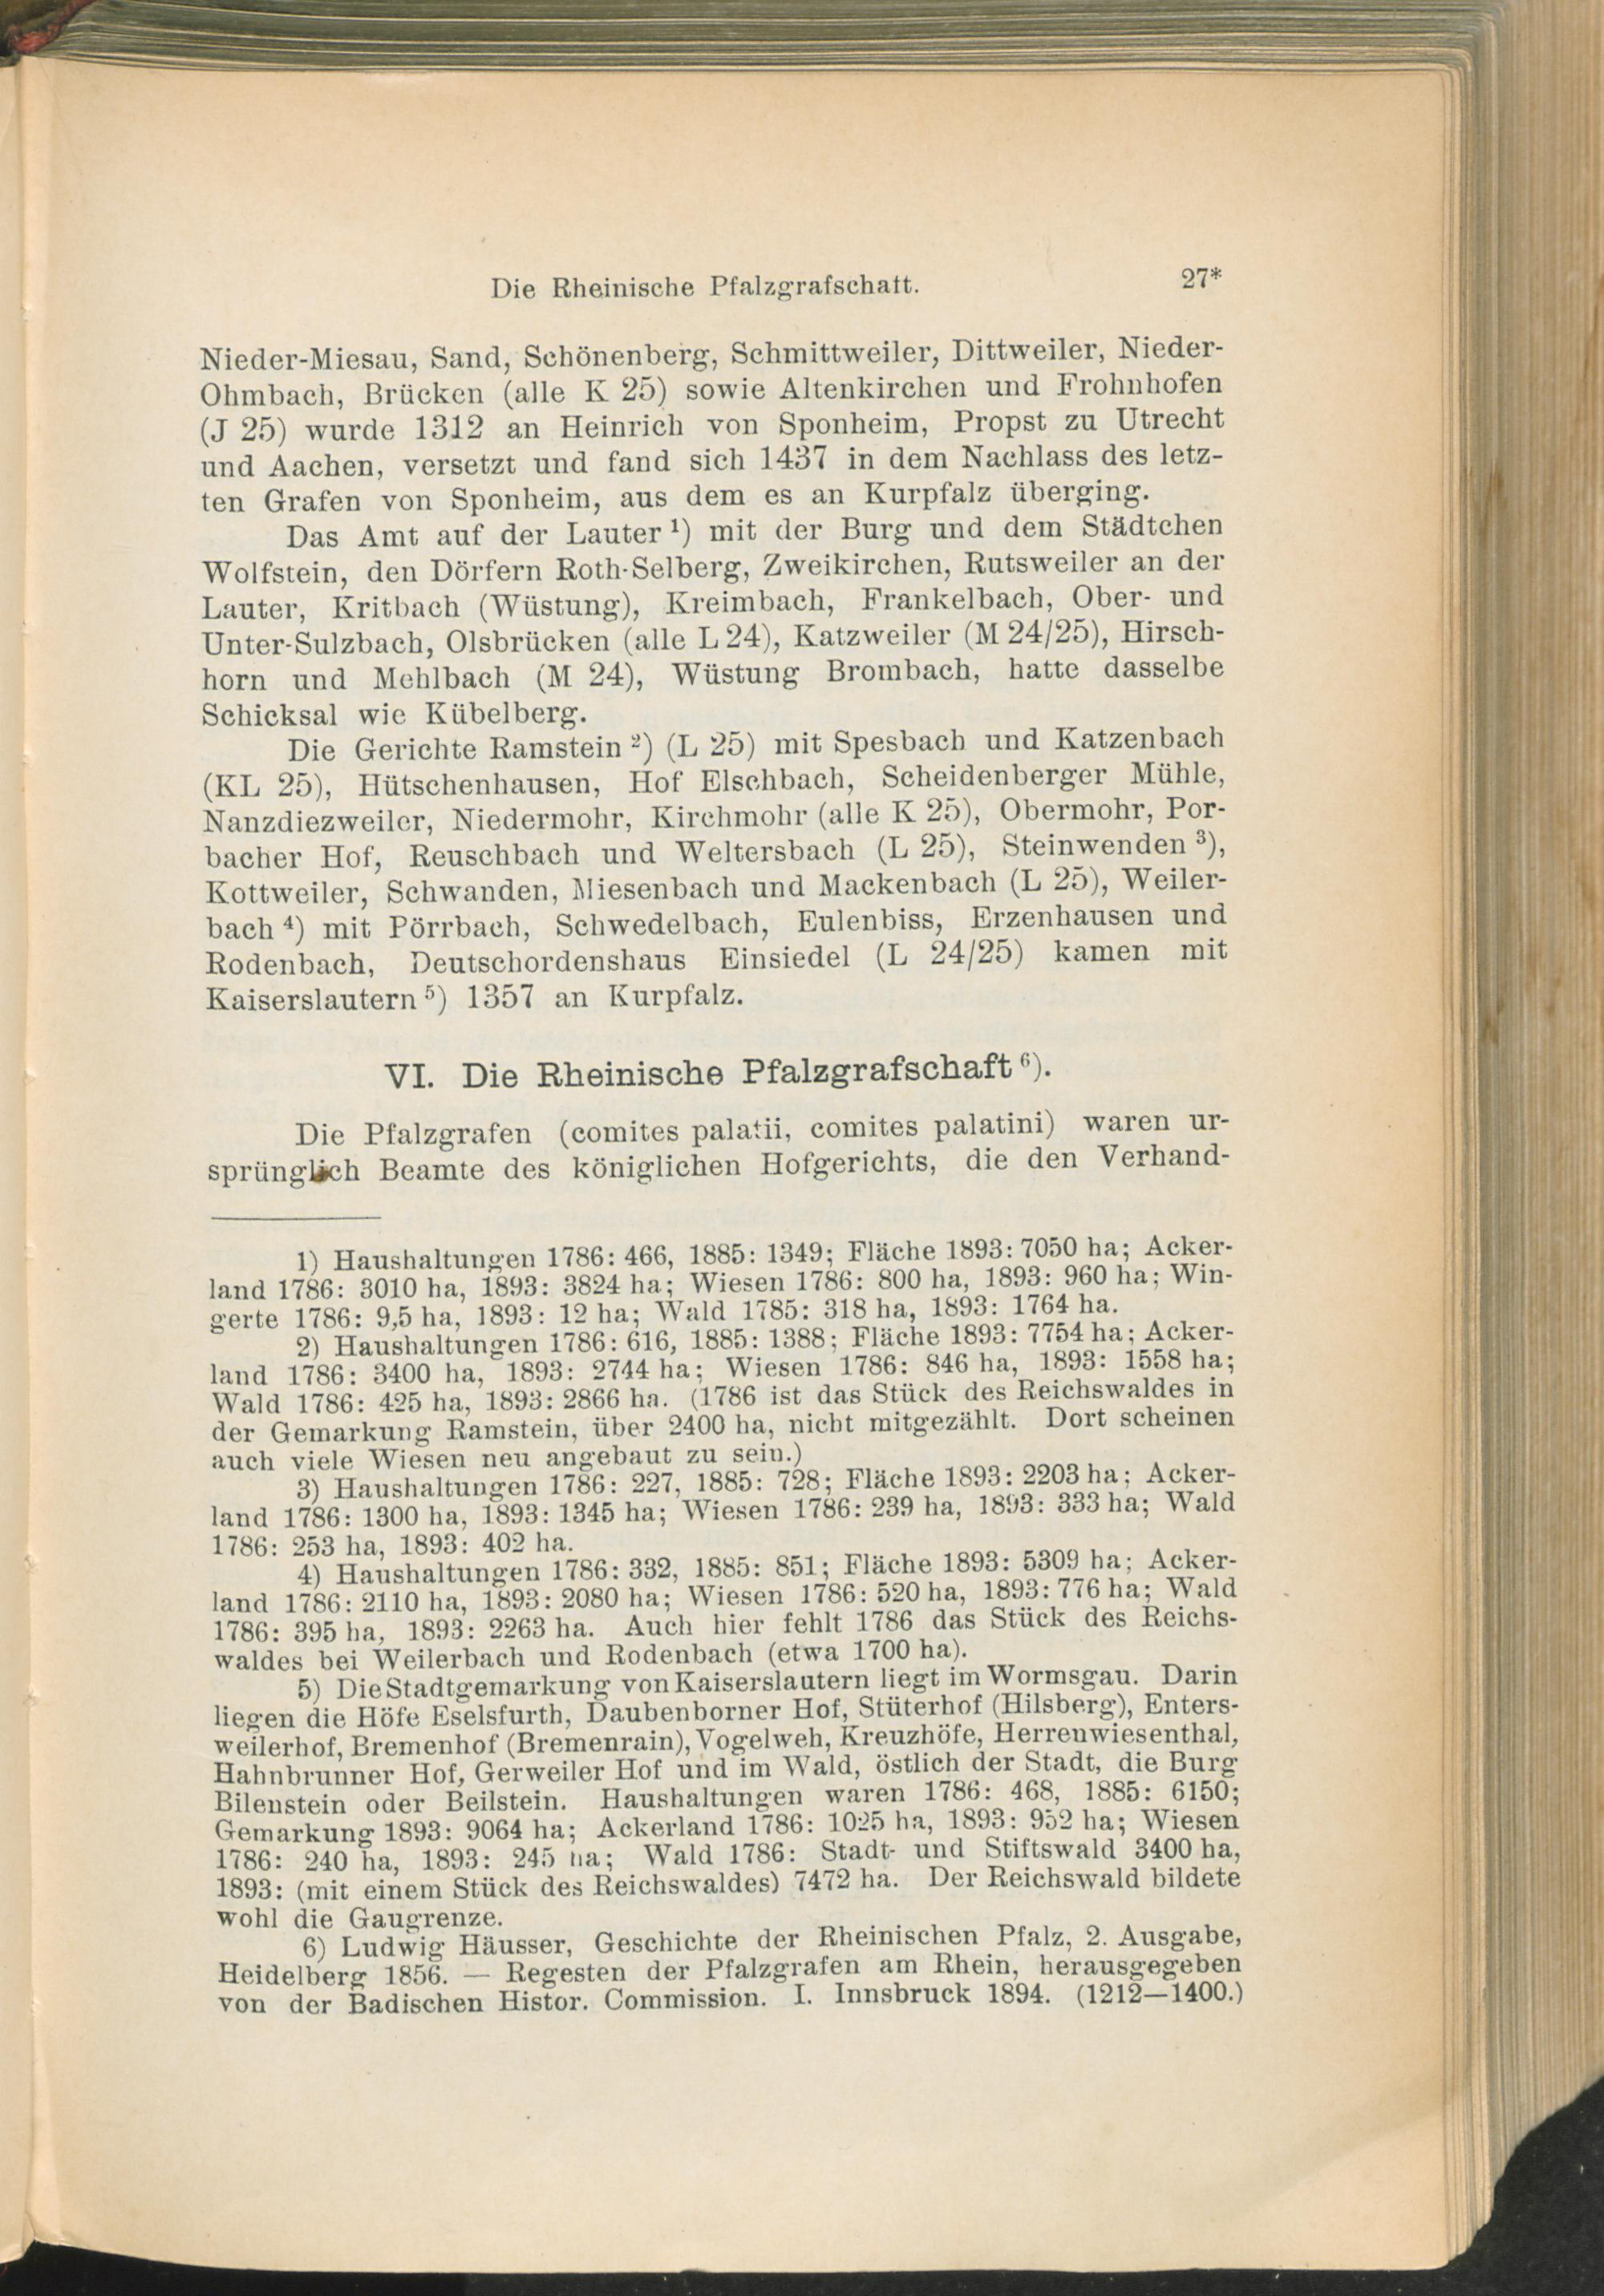 Die Rheinische Pfalzgrafschatt. 27*
Nieder-Miesau, Sand, Schönenberg, Schmittweiler, Dittweiler, Nieder-
Ohmbach, Brücken (alle K 25) sowie Altenkirchen und Frohnhofen
(J 25) wurde 1312 an Heinrich von Sponheim, Propst zu Utrecht
und Aachen, versetzt und fand sich 1437 in dem Nachlass des letz-
ten Grafen von Sponheim, aus dem es an Kurpfalz überging.
Das Amt auf der Lauter ¹) mit der Burg und dem Städtchen
Wolfstein, den Dörfern Roth-Selberg, Zweikirchen, Rutsweiler an der
Lauter, Kritbach (Wüstung), Kreimbach, Frankelbach, Ober- und
Unter-Sulzbach, Olsbrücken (alle L 24), Katzweiler (M 24/25), Hirsch-
horn und Mehlbach (M 24), Wüstung Brombach, hatte dasselbe
Schicksal wie Kübelberg.
Die Gerichte Ramstein ²) (L 25) mit Spesbach und Katzenbach
(KL 25), Hütschenhausen, Hof Elschbach, Scheidenberger Mühle,
Nanzdiezweiler, Niedermohr, Kirchmohr (alle K 25), Obermohr, Por-
bacher Hof, Reuschbach und Weltersbach (L 25), Steinwenden ³),
Kottweiler, Schwanden, Miesenbach und Mackenbach (L 25), Weiler-
bach ⁴) mit Pörrbach, Schwedelbach, Eulenbiss, Erzenhausen und
Rodenbach, Deutschordenshaus Einsiedel (L 24/25) kamen mit
Kaiserslautern ⁵) 1357 an Kurpfalz.
VI. Die Rheinische Pfalzgrafschaft ⁶).
Die Pfalzgrafen (comites palatii, comites palatini) waren ur-
sprünglich Beamte des königlichen Hofgerichts, die den Verhand-
1) Haushaltungen 1786: 466, 1885: 1349; Fläche 1893: 7050 ha; Acker-
land 1786: 3010 ha, 1893: 3824 ha; Wiesen 1786: 800 ha, 1893: 960 ha; Win-
gerte 1786: 9,5 ha, 1893: 12 ha; Wald 1785: 318 ha, 1893: 1764 ha.
2) Haushaltungen 1786: 616, 1885: 1388; Fläche 1893: 7754 ha; Acker-
land 1786: 3400 ha, 1893: 2744 ha; Wiesen 1786: 846 ha, 1893: 1558 ha;
Wald 1786: 425 ha, 1893: 2866 ha. (1786 ist das Stück des Reichswaldes in
der Gemarkung Ramstein, über 2400 ha, nicht mitgezählt. Dort scheinen
auch viele Wiesen neu angebaut zu sein.)
3) Haushaltungen 1786: 227, 1885: 728; Fläche 1893: 2203 ha; Acker-
land 1786: 1300 ha, 1893: 1345 ha; Wiesen 1786: 239 ha, 1893: 333 ha; Wald
1786: 253 ha, 1893: 402 ha.
4) Haushaltungen 1786: 332, 1885: 851; Fläche 1893: 5309 ha; Acker-
land 1786: 2110 ha, 1893: 2080 ha; Wiesen 1786: 520 ha, 1893: 776 ha; Wald
1786: 395 ha, 1893: 2263 ha. Auch hier fehlt 1786 das Stück des Reichs-
waldes bei Weilerbach und Rodenbach (etwa 1700 ha).
5) Die Stadtgemarkung von Kaiserslautern liegt im Wormsgau. Darin
liegen die Höfe Eselsfurth, Daubenborner Hof, Stüterhof (Hilsberg), Enters-
weilerhof, Bremenhof (Bremenrain), Vogelweh, Kreuzhöfe, Herrenwiesenthal,
Hahnbrunner Hof, Gerweiler Hof und im Wald, östlich der Stadt, die Burg
Bilenstein oder Beilstein. Haushaltungen waren 1786: 468, 1885: 6150;
Gemarkung 1893: 9064 ha; Ackerland 1786: 1025 ha, 1893: 952 ha; Wiesen
1786: 240 ha, 1893: 245 ha; Wald 1786: Stadt- und Stiftswald 3400 ha,
1893: (mit einem Stück des Reichswaldes) 7472 ha. Der Reichswald bildete
wohl die Gaugrenze.
6) Ludwig Häusser, Geschichte der Rheinischen Pfalz, 2. Ausgabe,
Heidelberg 1856. — Regesten der Pfalzgrafen am Rhein, herausgegeben
von der Badischen Histor. Commission. I. Innsbruck 1894. (1212—1400.)